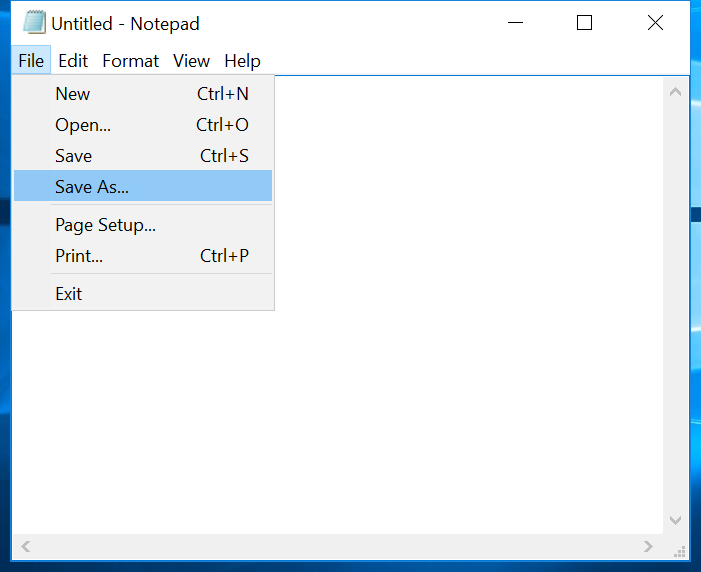 Untitled - Notepad
File Edit Format View Help
New Ctrl+N
Open... Ctrl+O
Save Ctrl+S
Save As...
Page Setup...
Print... Ctrl+P
Exit